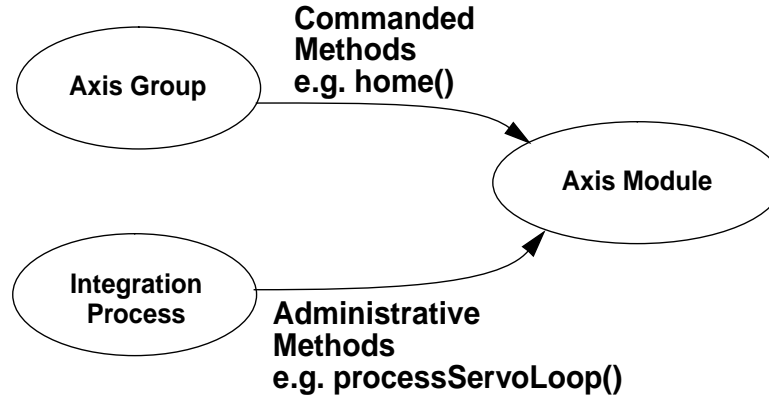 Commanded
Methods
e.g. home()
Axis Group
Axis Module
Integration
Process
Administrative
Methods
e.g. processServoLoop()